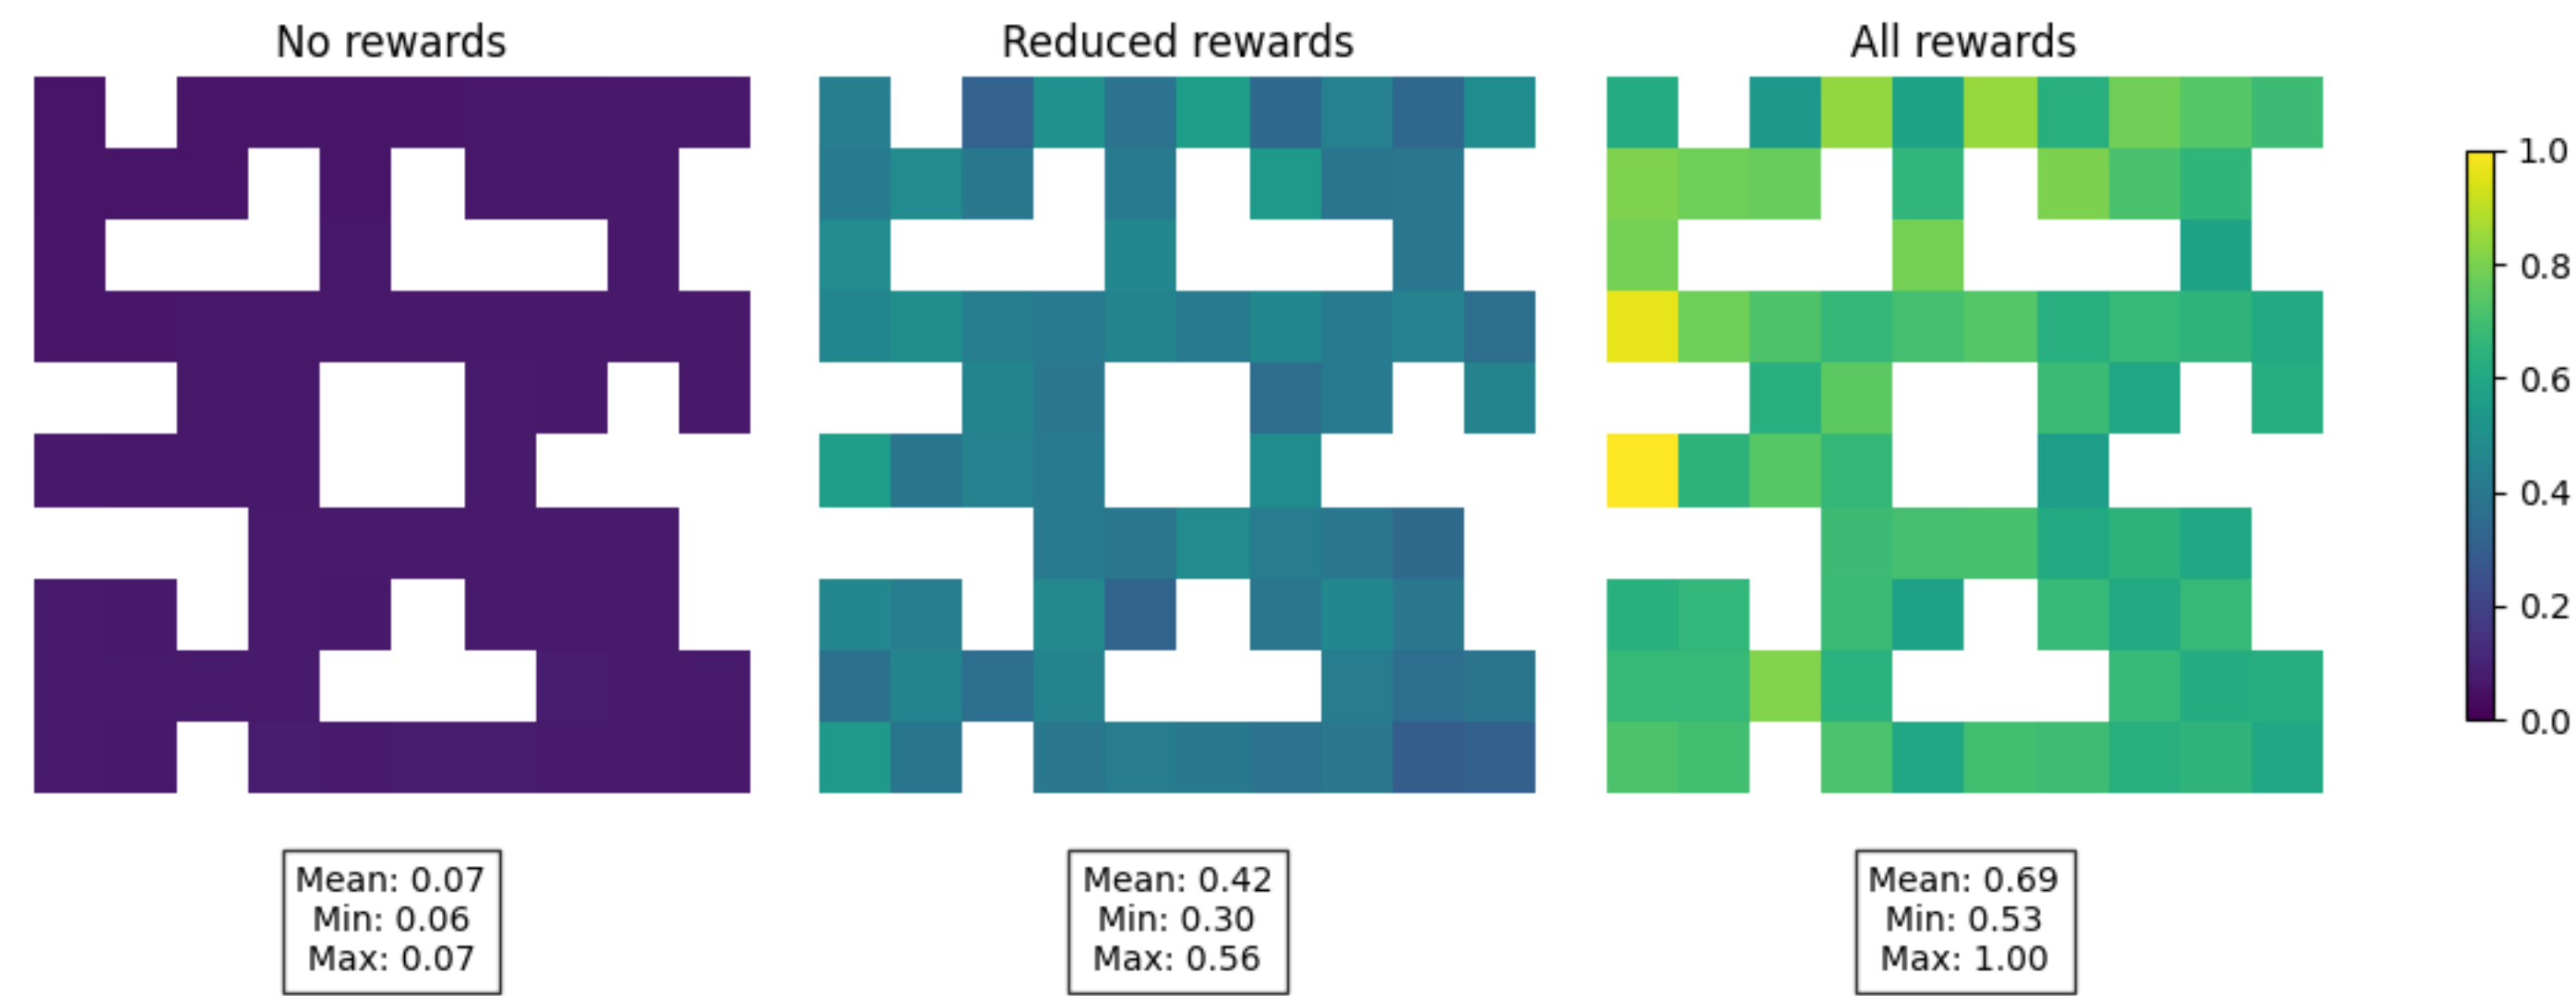 No rewards
Reduced rewards
All rewards
1.0
0.8
0.6
0.4
0.2
0.0
Mean: 0.07
Min: 0.06
Max: 0.07
Mean: 0.42
Min: 0.30
Max: 0.56
Mean: 0.69
Min: 0.53
Max: 1.00